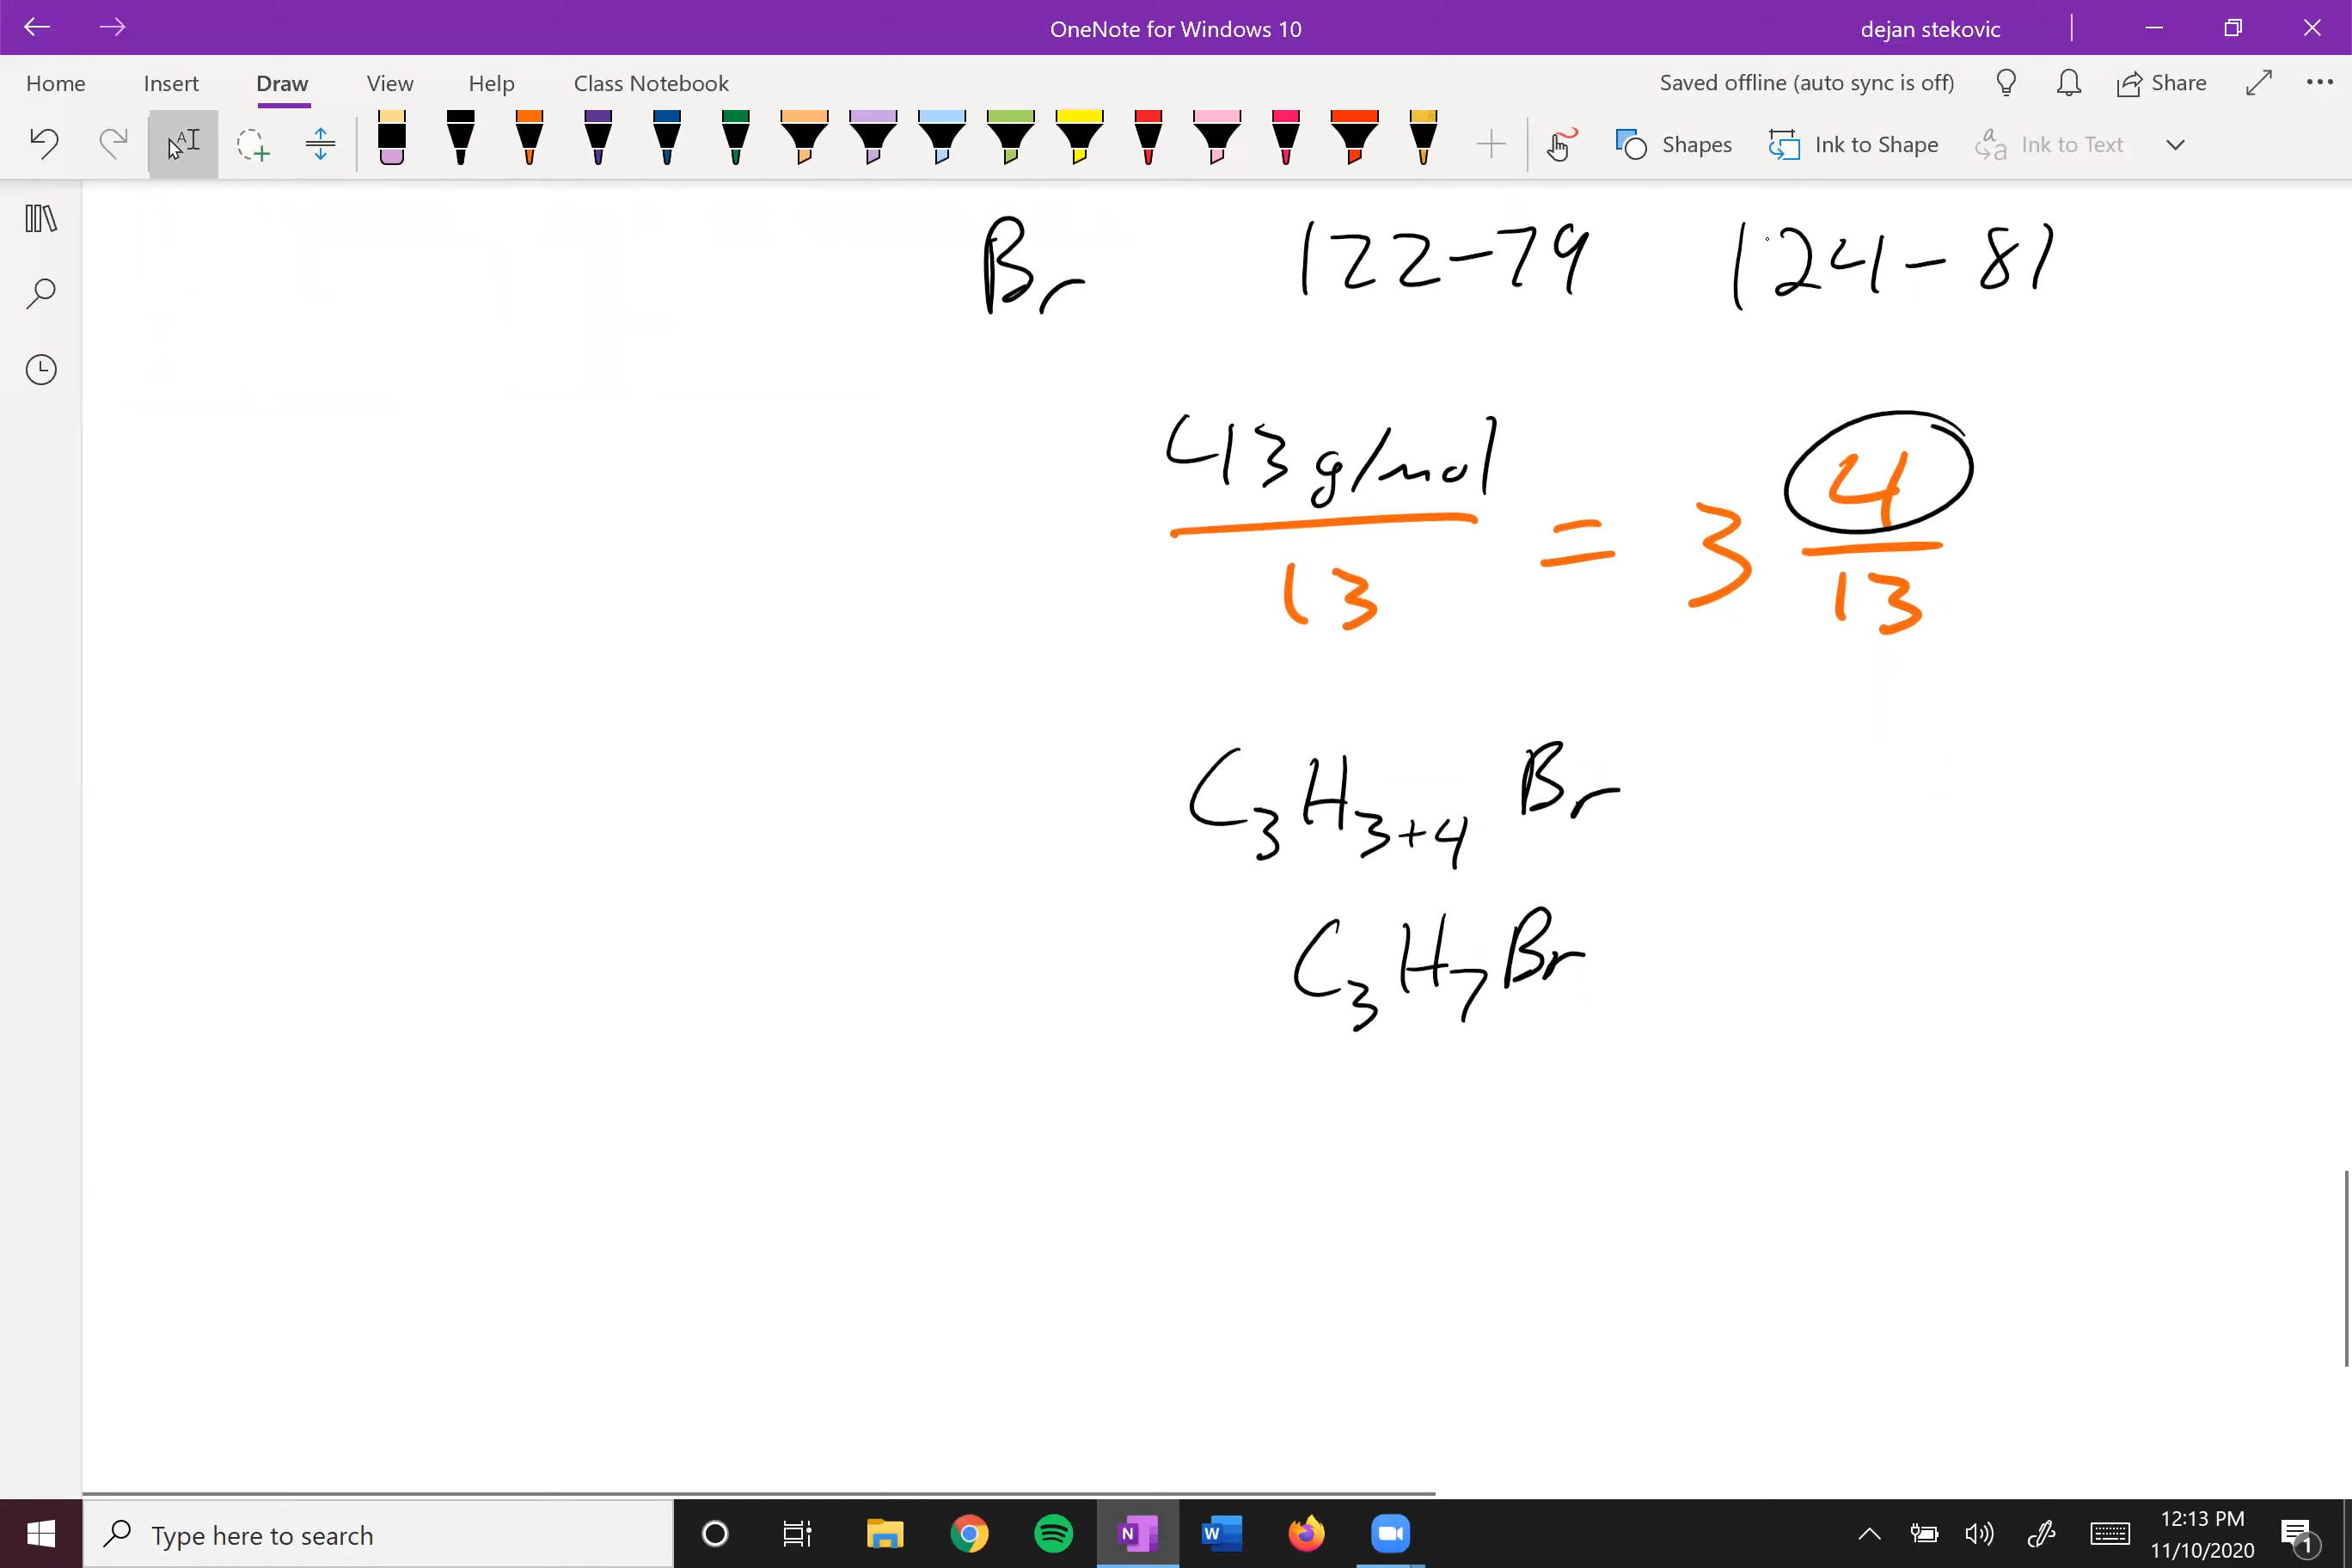 OneNote for Windows 10
dejan stekovic
Home Insert Draw View Help Class Notebook
Saved offline (auto sync is off) Share
Shapes Ink to Shape Ink to Text
Br 122-79 124-81
43 g/mol
13
= 3 4/13
C3H3+4 Br
C3H7Br
Type here to search
12:13 PM
11/10/2020
1